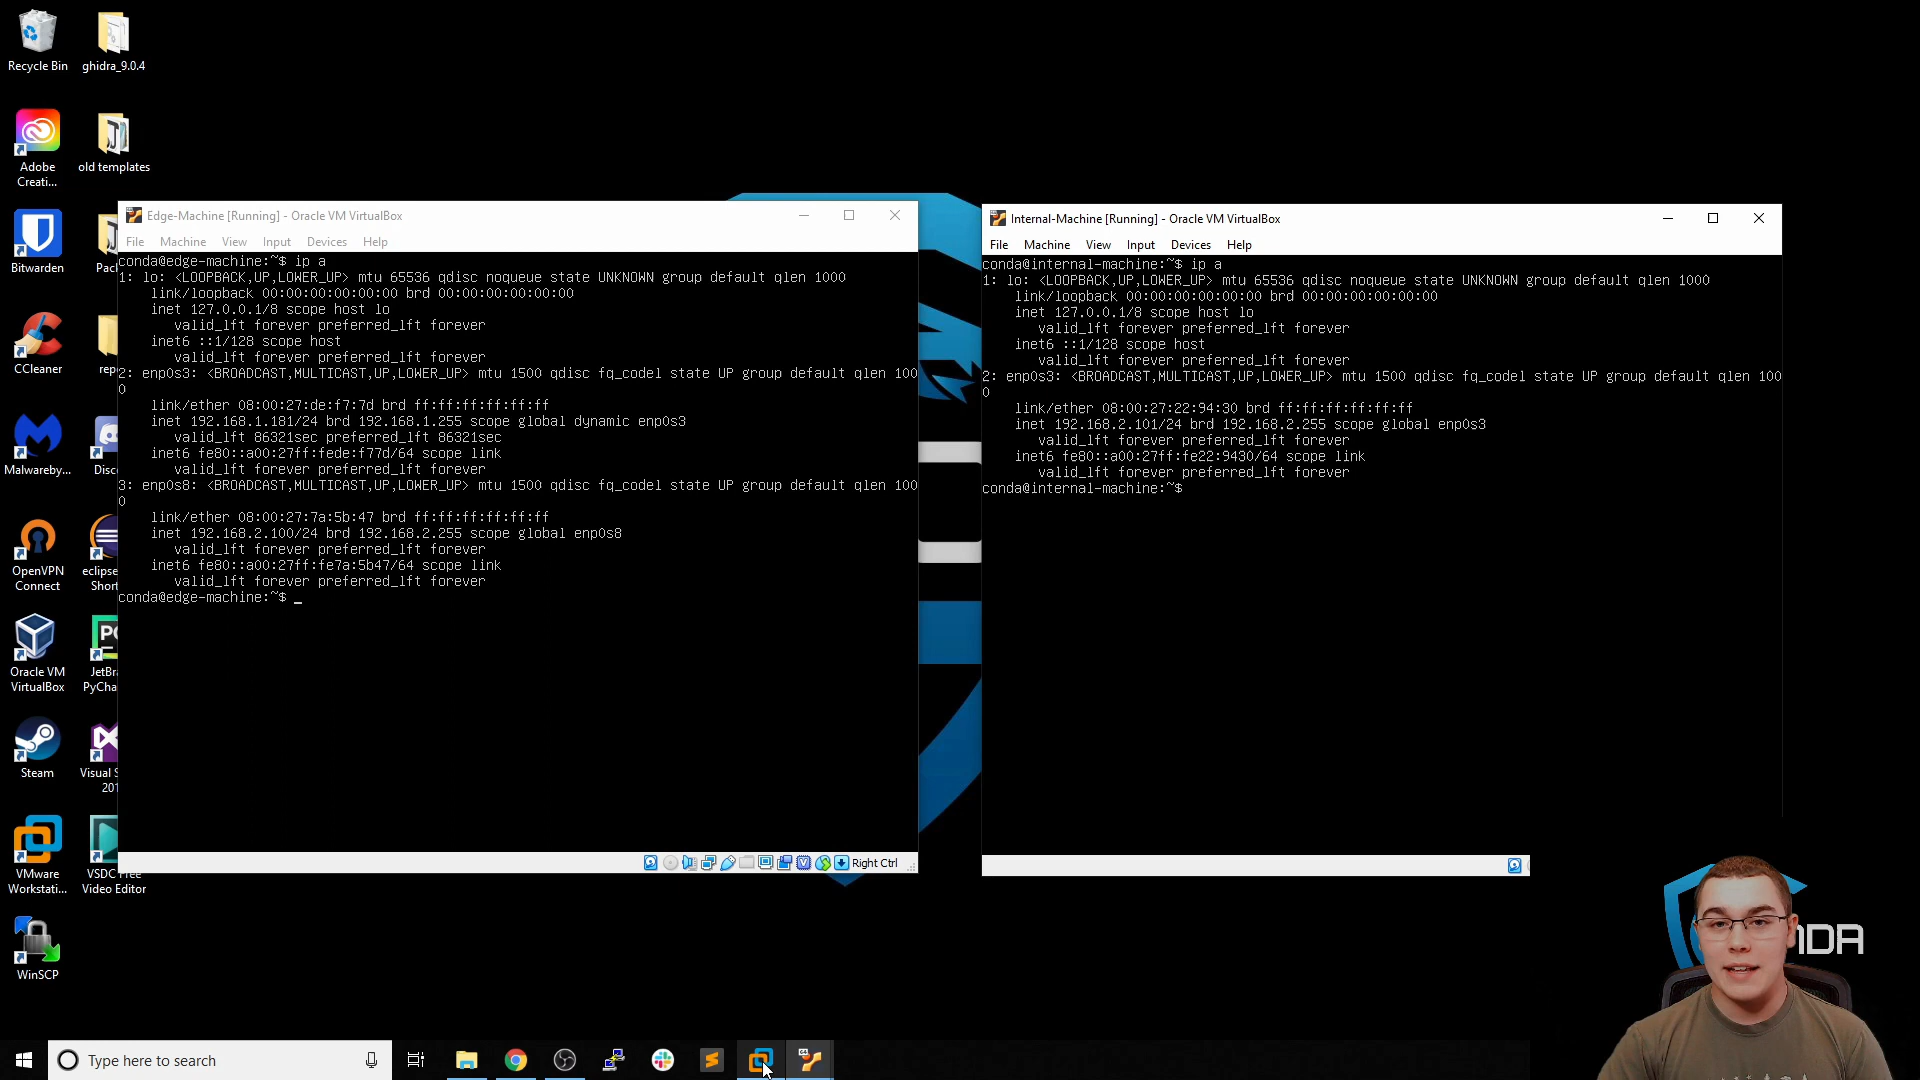 Recycle Bin
ghidra_9.0.4
Adobe
Creati...
old templates
Bitwarden
Pack
CCleaner
rep
Malwareby...
Disc
OpenVPN
Connect
eclipse
Short
Oracle VM
VirtualBox
JetBra
PyCha
Steam
Visual S
201
VMware
Workstati...
VSDC Free
Video Editor
WinSCP
Edge-Machine [Running] - Oracle VM VirtualBox
File Machine View Input Devices Help
conda@edge-machine:~$ ip a
1: lo: <LOOPBACK,UP,LOWER_UP> mtu 65536 qdisc noqueue state UNKNOWN group default qlen 1000
link/loopback 00:00:00:00:00:00 brd 00:00:00:00:00:00
inet 127.0.0.1/8 scope host lo
valid_lft forever preferred_lft forever
inet6 ::1/128 scope host
valid_lft forever preferred_lft forever
2: enp0s3: <BROADCAST,MULTICAST,UP,LOWER_UP> mtu 1500 qdisc fq_codel state UP group default qlen 100
0
link/ether 08:00:27:de:f7:7d brd ff:ff:ff:ff:ff:ff
inet 192.168.1.181/24 brd 192.168.1.255 scope global dynamic enp0s3
valid_lft 86321sec preferred_lft 86321sec
inet6 fe80::a00:27ff:fede:f77d/64 scope link
valid_lft forever preferred_lft forever
3: enp0s8: <BROADCAST,MULTICAST,UP,LOWER_UP> mtu 1500 qdisc fq_codel state UP group default qlen 100
0
link/ether 08:00:27:7a:5b:47 brd ff:ff:ff:ff:ff:ff
inet 192.168.2.100/24 brd 192.168.2.255 scope global enp0s8
valid_lft forever preferred_lft forever
inet6 fe80::a00:27ff:fe7a:5b47/64 scope link
valid_lft forever preferred_lft forever
conda@edge-machine:~$ _
Right Ctrl
Internal-Machine [Running] - Oracle VM VirtualBox
File Machine View Input Devices Help
conda@internal-machine:~$ ip a
1: lo: <LOOPBACK,UP,LOWER_UP> mtu 65536 qdisc noqueue state UNKNOWN group default qlen 1000
link/loopback 00:00:00:00:00:00 brd 00:00:00:00:00:00
inet 127.0.0.1/8 scope host lo
valid_lft forever preferred_lft forever
inet6 ::1/128 scope host
valid_lft forever preferred_lft forever
2: enp0s3: <BROADCAST,MULTICAST,UP,LOWER_UP> mtu 1500 qdisc fq_codel state UP group default qlen 100
0
link/ether 08:00:27:22:94:30 brd ff:ff:ff:ff:ff:ff
inet 192.168.2.101/24 brd 192.168.2.255 scope global enp0s3
valid_lft forever preferred_lft forever
inet6 fe80::a00:27ff:fe22:9430/64 scope link
valid_lft forever preferred_lft forever
conda@internal-machine:~$
NDA
Type here to search